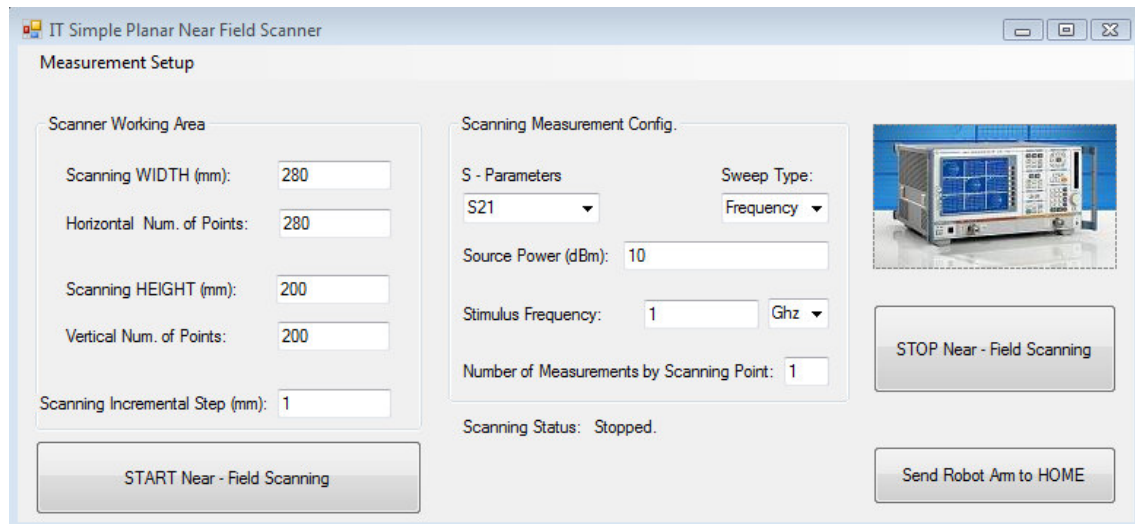 IT Simple Planar Near Field Scanner
Measurement Setup
Scanner Working Area
Scanning WIDTH (mm): 280
Horizontal Num. of Points: 280
Scanning HEIGHT (mm): 200
Vertical Num. of Points: 200
Scanning Incremental Step (mm): 1
START Near - Field Scanning
Scanning Measurement Config.
S - Parameters Sweep Type:
S21 Frequency
Source Power (dBm): 10
Stimulus Frequency: 1 Ghz
Number of Measurements by Scanning Point: 1
Scanning Status: Stopped.
STOP Near - Field Scanning
Send Robot Arm to HOME